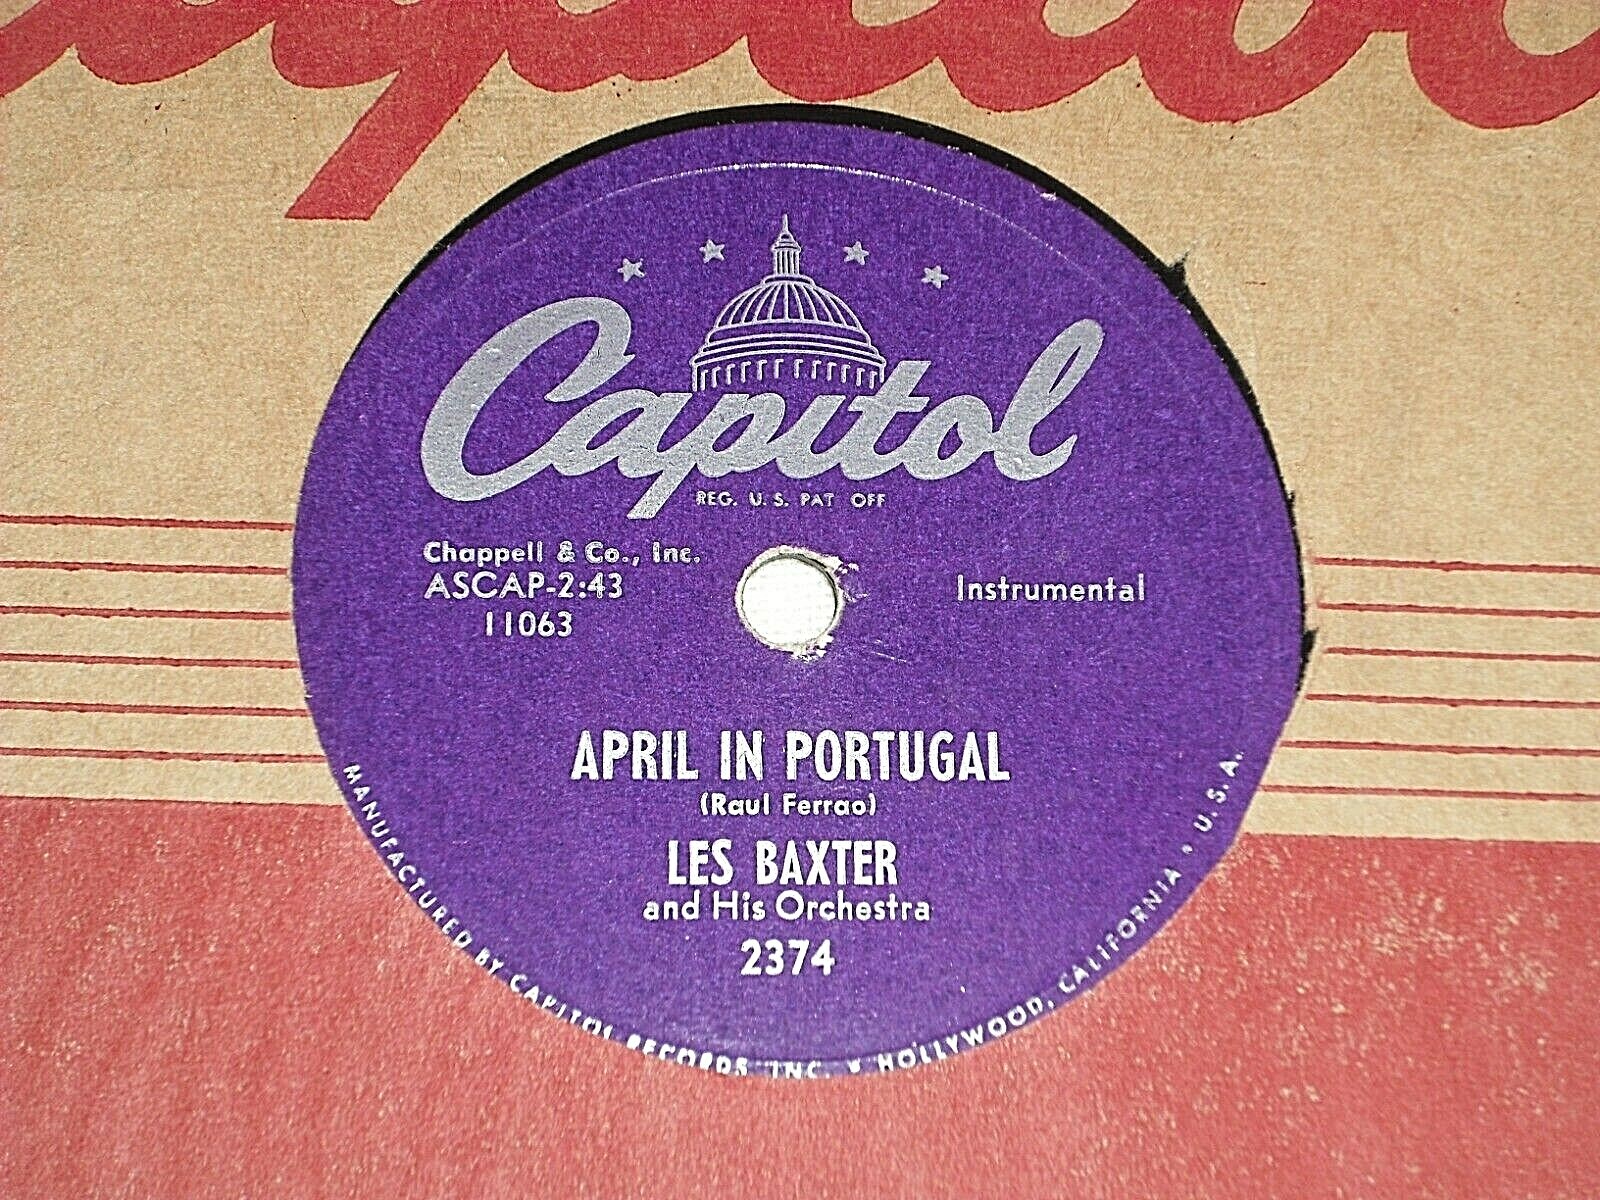 Capitol
Capitol
REG. U.S. PAT OFF
Chappell & Co., Inc.
ASCAP-2:43
11063
Instrumental
APRIL IN PORTUGAL
(Raul Ferrao)
LES BAXTER
and His Orchestra
2374
MANUFACTURED BY CAPITOL RECORDS INC. • HOLLYWOOD, CALIFORNIA • U.S.A.